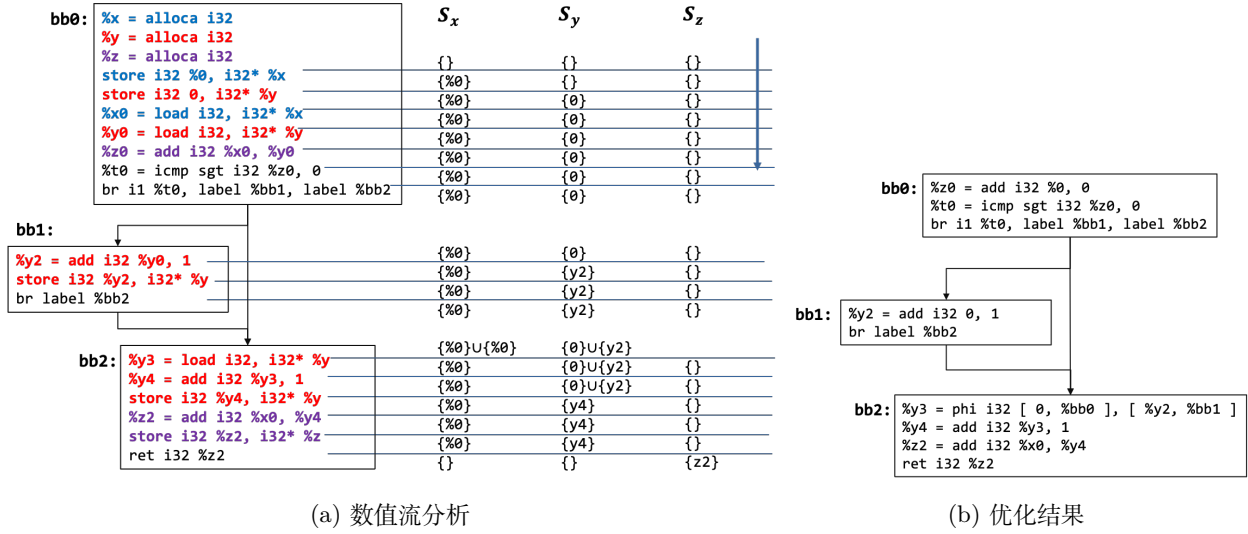 S_x S_y S_z
bb0:
%x = alloca i32
%y = alloca i32
%z = alloca i32
{} {} {}
store i32 %0, i32* %x
{%0} {} {}
store i32 0, i32* %y
{%0} {0} {}
%x0 = load i32, i32* %x
{%0} {0} {}
%y0 = load i32, i32* %y
{%0} {0} {}
%z0 = add i32 %x0, %y0
{%0} {0} {}
%t0 = icmp sgt i32 %z0, 0
{%0} {0} {}
br i1 %t0, label %bb1, label %bb2
{%0} {0} {}
bb1:
{%0} {0} {}
%y2 = add i32 %y0, 1
{%0} {y2} {}
store i32 %y2, i32* %y
{%0} {y2} {}
br label %bb2
{%0} {y2} {}
bb2:
{%0}∪{%0} {0}∪{y2}
%y3 = load i32, i32* %y
{%0} {0}∪{y2} {}
%y4 = add i32 %y3, 1
{%0} {0}∪{y2} {}
store i32 %y4, i32* %y
{%0} {y4} {}
%z2 = add i32 %x0, %y4
{%0} {y4} {}
store i32 %z2, i32* %z
{%0} {y4} {}
ret i32 %z2
{} {} {z2}
(a) 数值流分析
bb0:
%z0 = add i32 %0, 0
%t0 = icmp sgt i32 %z0, 0
br i1 %t0, label %bb1, label %bb2
bb1:
%y2 = add i32 0, 1
br label %bb2
bb2:
%y3 = phi i32 [ 0, %bb0 ], [ %y2, %bb1 ]
%y4 = add i32 %y3, 1
%z2 = add i32 %x0, %y4
ret i32 %z2
(b) 优化结果